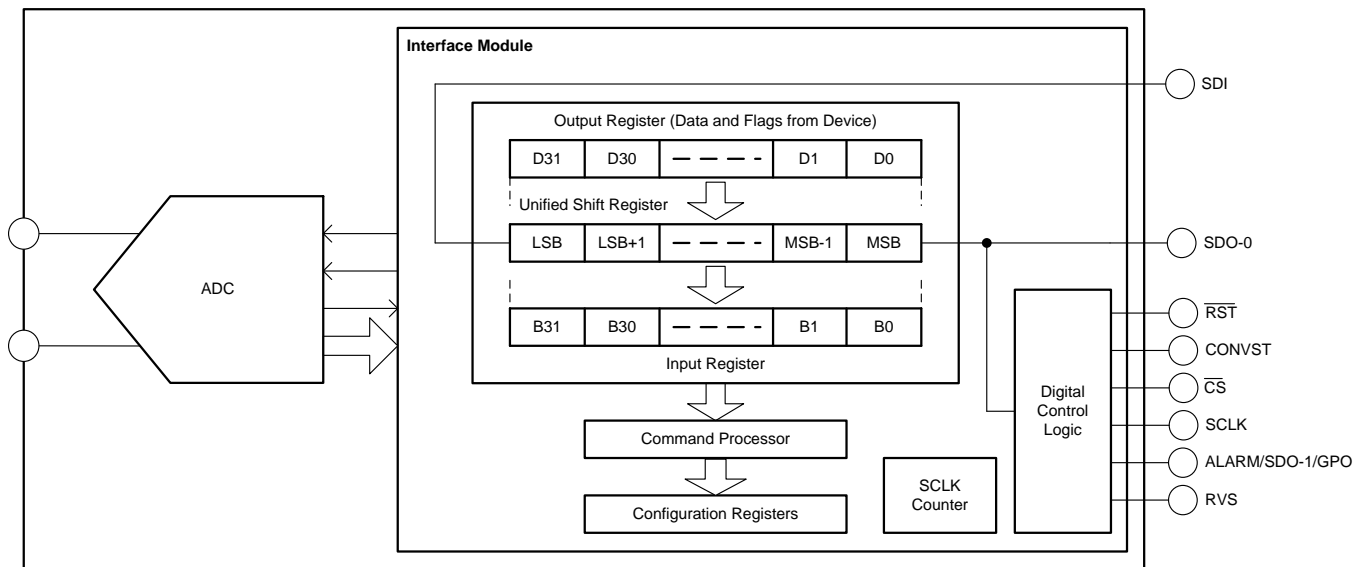 Interface Module
SDI
Output Register (Data and Flags from Device)
D31 D30 D1 D0
Unified Shift Register
LSB LSB+1 MSB-1 MSB
SDO-0
ADC
B31 B30 B1 B0
Input Register
RST
CONVST
CS
SCLK
ALARM/SDO-1/GPO
RVS
Digital
Control
Logic
Command Processor
SCLK
Counter
Configuration Registers